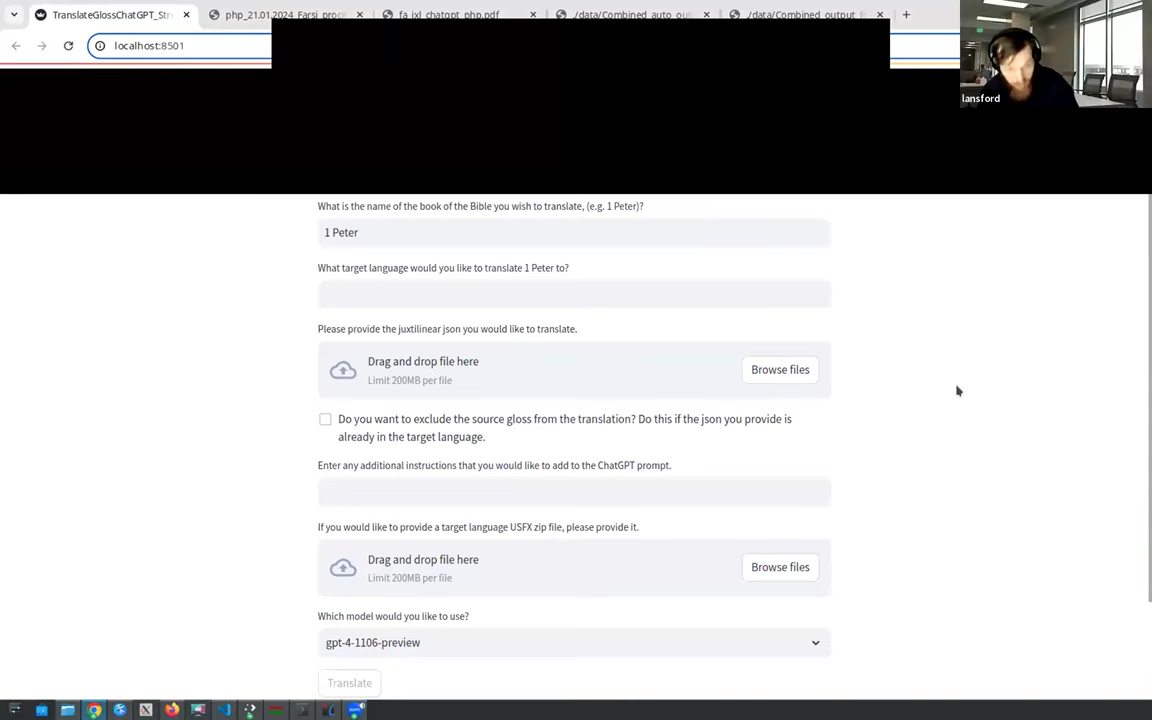 TranslateGlossChatGPT_Str
php_21.01.2024_Farsi_proce
fa_jxl_chatgpt_php.pdf
./data/Combined_auto_out
./data/Combined_output_f
localhost:8501
lansford
What is the name of the book of the Bible you wish to translate, (e.g. 1 Peter)?
1 Peter
What target language would you like to translate 1 Peter to?
Please provide the juxtilinear json you would like to translate.
Drag and drop file here
Limit 200MB per file
Browse files
Do you want to exclude the source gloss from the translation? Do this if the json you provide is
already in the target language.
Enter any additional instructions that you would like to add to the ChatGPT prompt.
If you would like to provide a target language USFX zip file, please provide it.
Drag and drop file here
Limit 200MB per file
Browse files
Which model would you like to use?
gpt-4-1106-preview
Translate